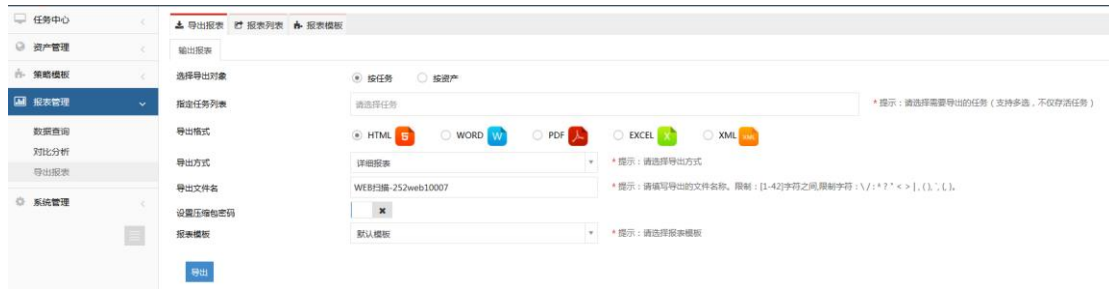 任务中心
资产管理
策略模板
报表管理
数据查询
对比分析
导出报表
系统管理
导出报表 报表列表 报表模板
输出报表
选择导出对象 按任务 按资产
指定任务列表 请选择任务 *提示：请选择需要导出的任务（支持多选，不仅存活任务）
导出格式 HTML WORD W PDF EXCEL X XML XML
导出方式 详细报表 *提示：请选择导出方式
导出文件名 WEB扫描-252web10007 *提示：请填写导出的文件名称。限制：[1-42]字符之间,限制字符：\ / : * ? " < > |
设置压缩包密码
报表模板 默认模板 *提示：请选择报表模板
导出